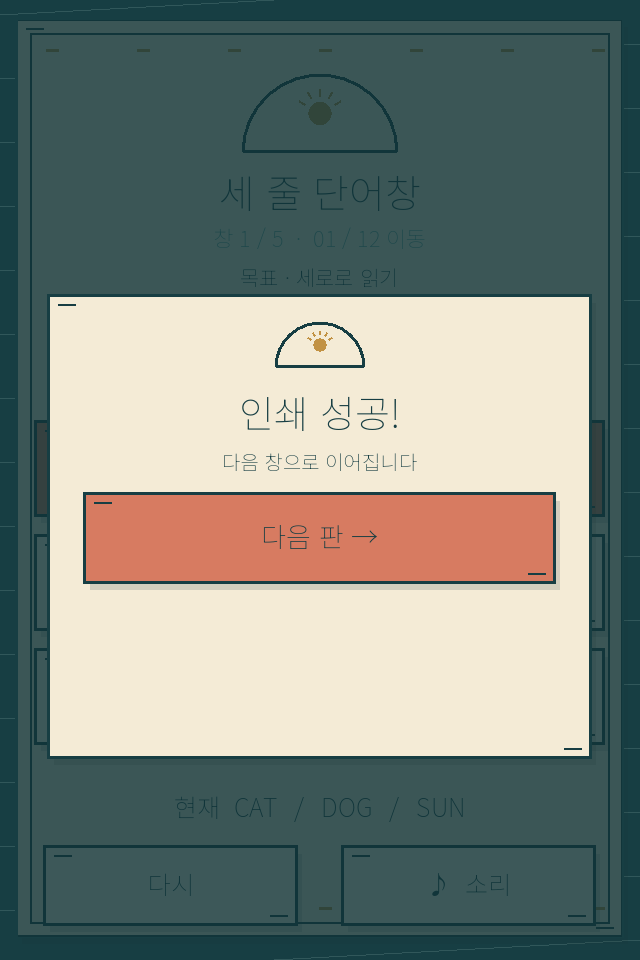 세 줄 단어창
창 1 / 5 · 01 / 12 이동
목표 · 세로로 읽기
인쇄 성공!
다음 창으로 이어집니다
다음 판 →
현재 CAT / DOG / SUN
다시
♪ 소리